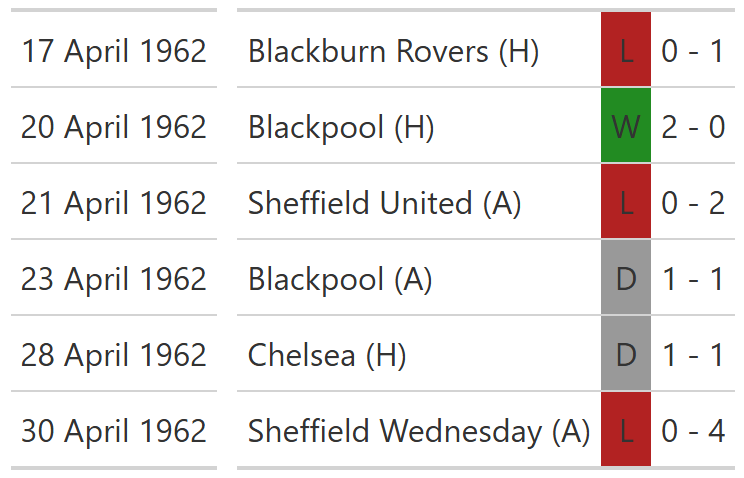 17 April 1962 Blackburn Rovers (H) L 0 - 1
20 April 1962 Blackpool (H) W 2 - 0
21 April 1962 Sheffield United (A) L 0 - 2
23 April 1962 Blackpool (A) D 1 - 1
28 April 1962 Chelsea (H) D 1 - 1
30 April 1962 Sheffield Wednesday (A) L 0 - 4